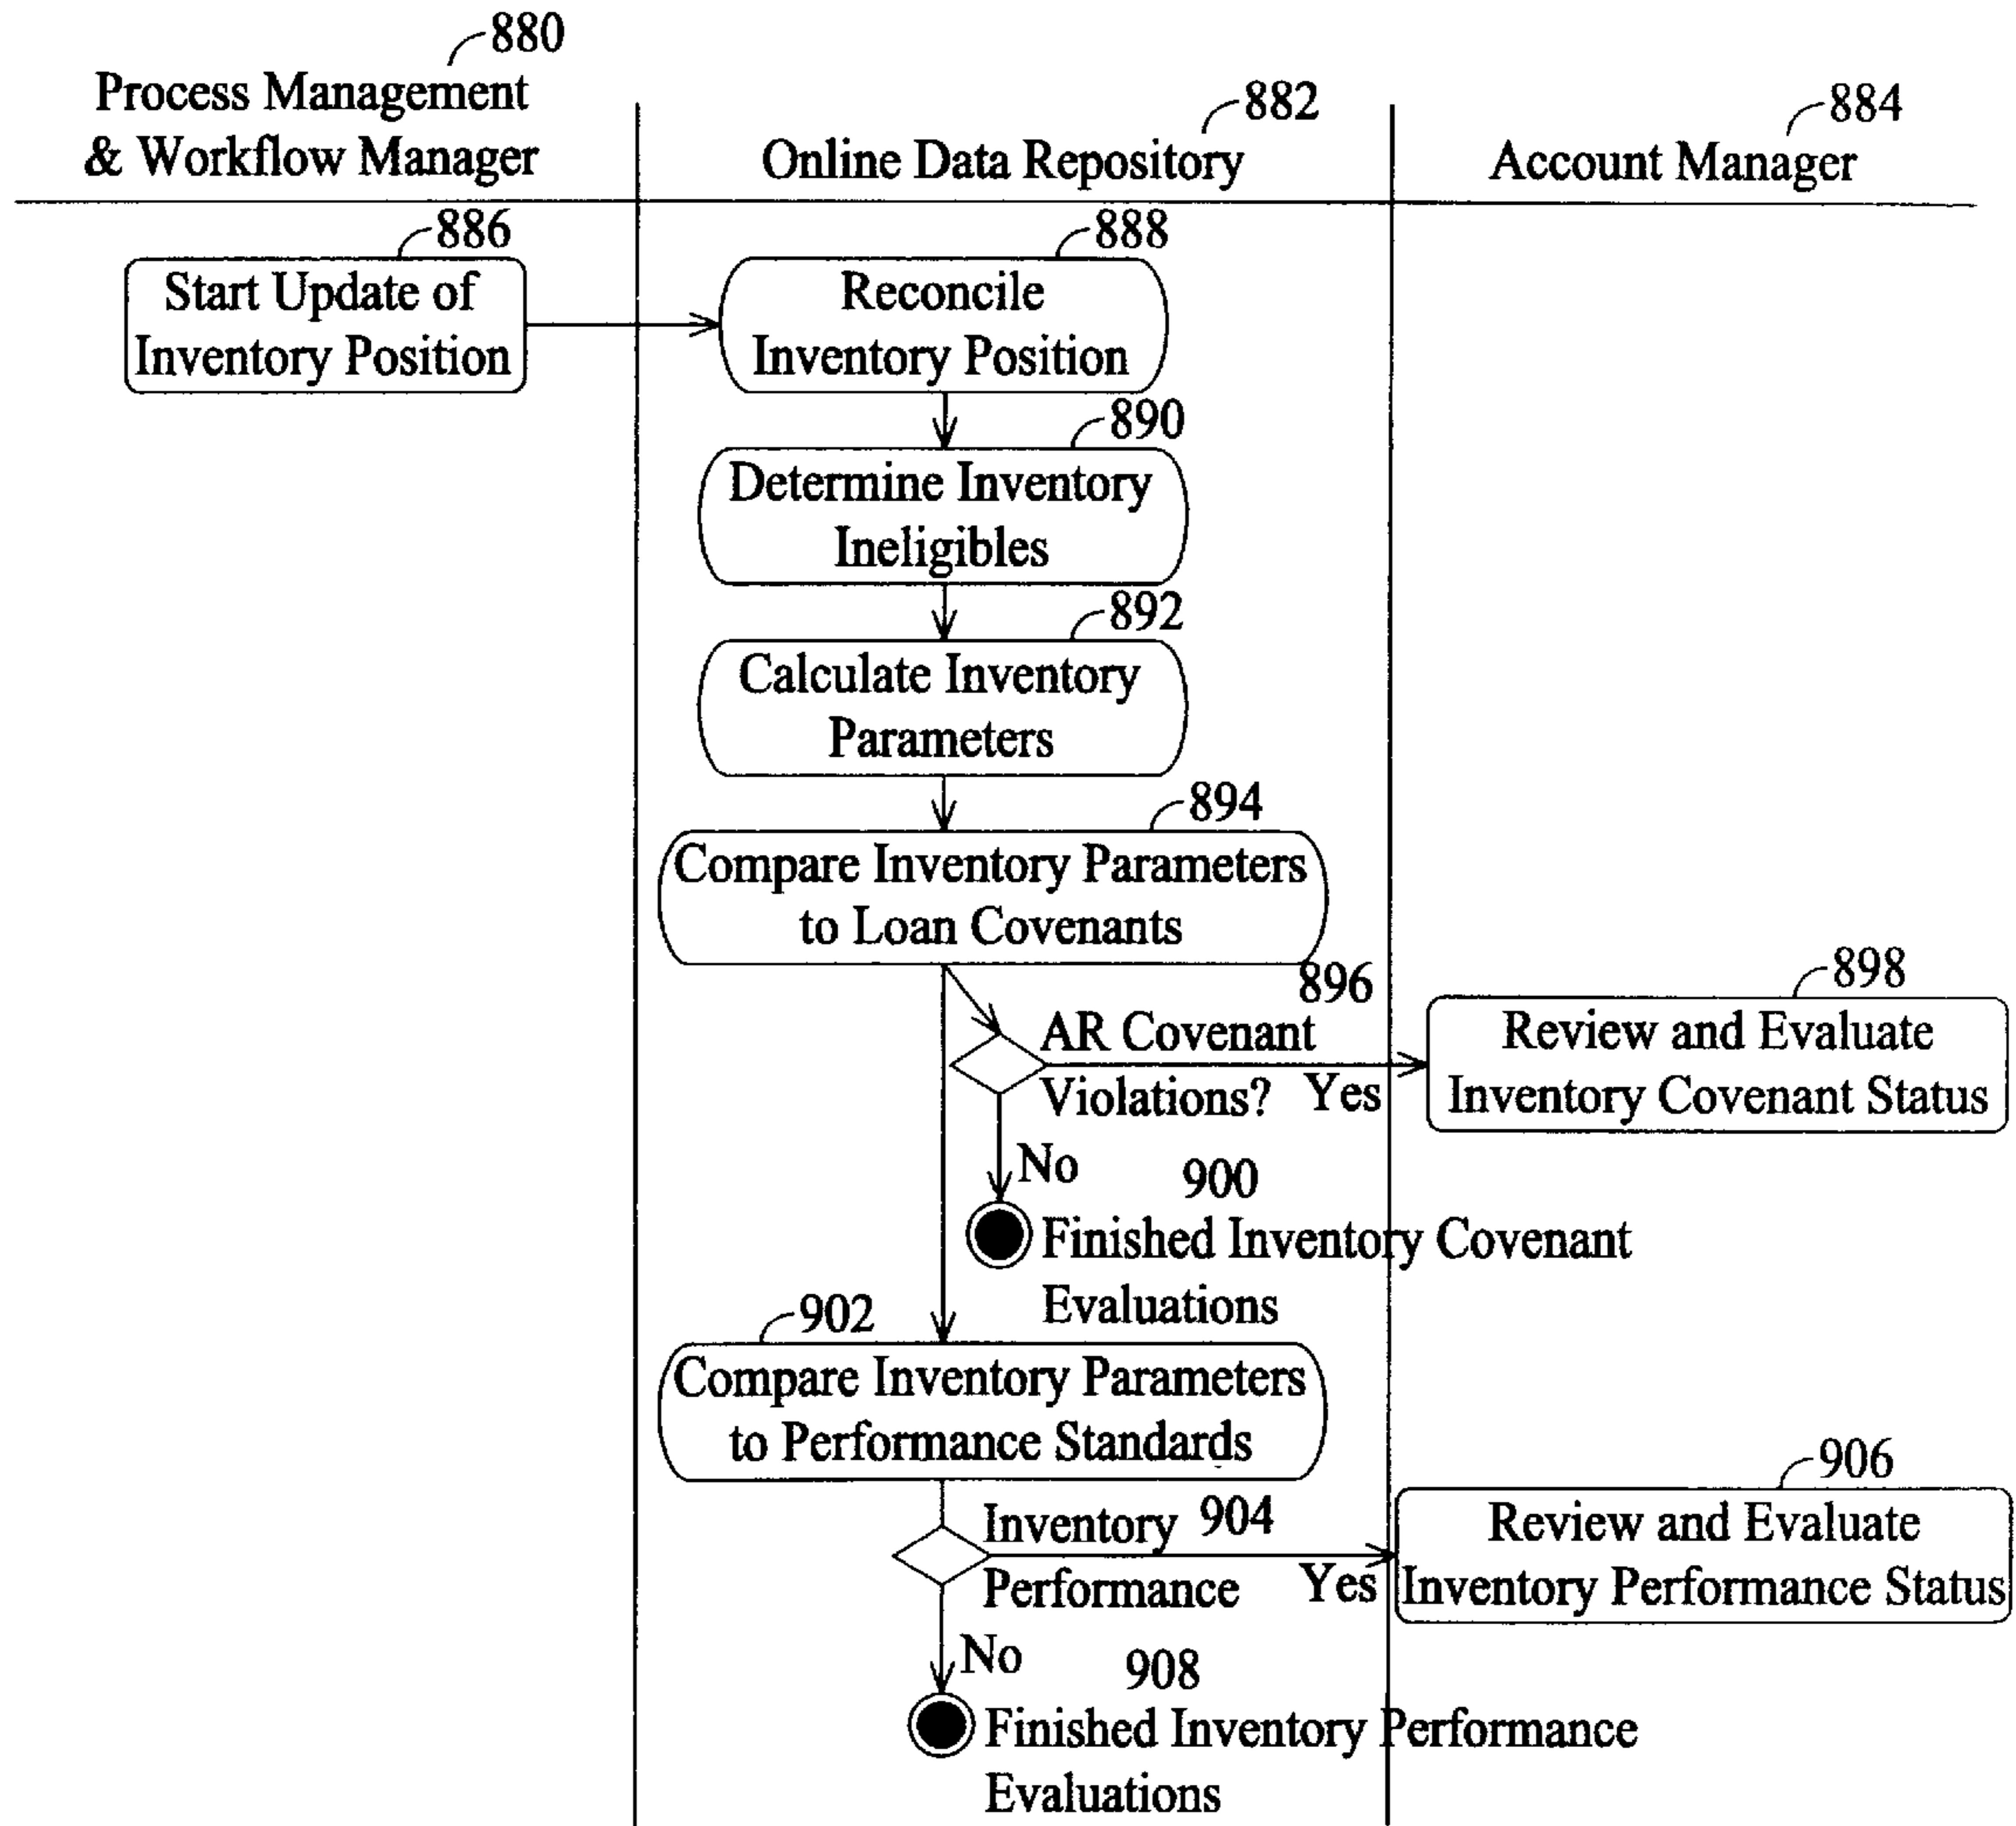 880
Process Management
& Workflow Manager
882
Online Data Repository
884
Account Manager
886
Start Update of
Inventory Position
888
Reconcile
Inventory Position
890
Determine Inventory
Ineligibles
892
Calculate Inventory
Parameters
894
Compare Inventory Parameters
to Loan Covenants
896
AR Covenant
Violations? Yes
898
Review and Evaluate
Inventory Covenant Status
No
900
Finished Inventory Covenant
Evaluations
902
Compare Inventory Parameters
to Performance Standards
Inventory 904
Performance Yes
906
Review and Evaluate
Inventory Performance Status
No
908
Finished Inventory Performance
Evaluations